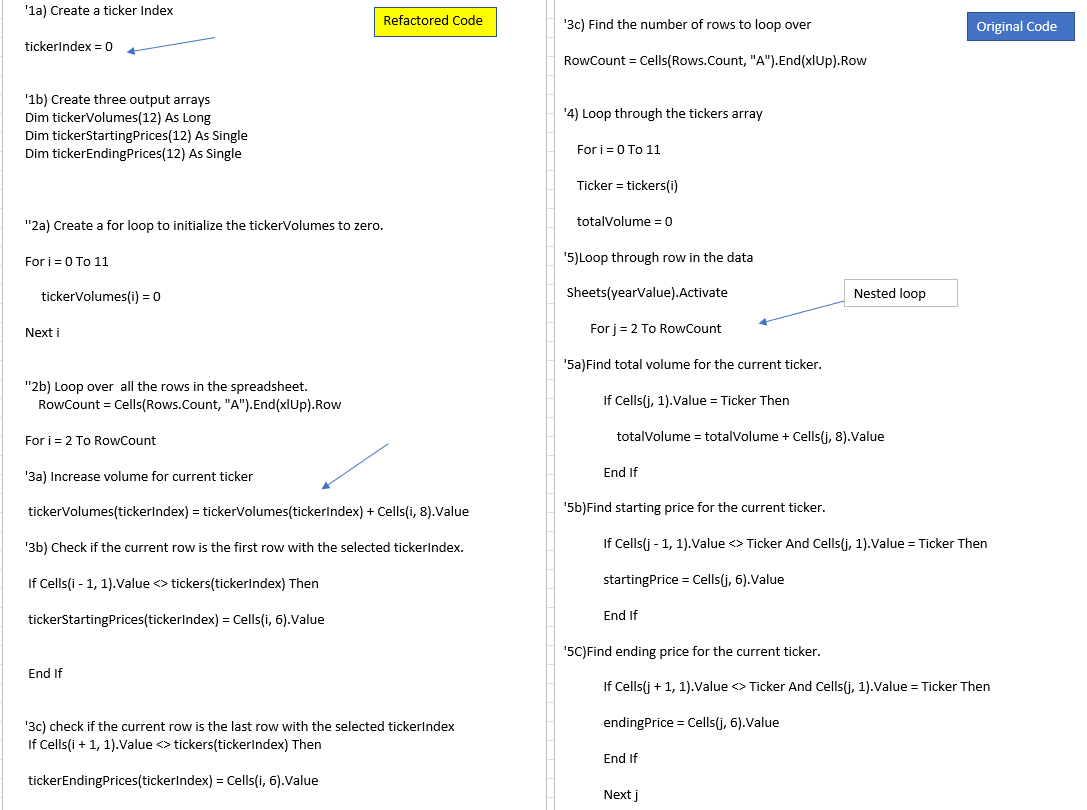 '1a) Create a ticker Index
Refactored Code
tickerIndex = 0
'1b) Create three output arrays
Dim tickerVolumes(12) As Long
Dim tickerStartingPrices(12) As Single
Dim tickerEndingPrices(12) As Single
''2a) Create a for loop to initialize the tickerVolumes to zero.
For i = 0 To 11
tickerVolumes(i) = 0
Next i
''2b) Loop over  all the rows in the spreadsheet.
RowCount = Cells(Rows.Count, "A").End(xlUp).Row
For i = 2 To RowCount
'3a) Increase volume for current ticker
tickerVolumes(tickerIndex) = tickerVolumes(tickerIndex) + Cells(i, 8).Value
'3b) Check if the current row is the first row with the selected tickerIndex.
If Cells(i - 1, 1).Value <> tickers(tickerIndex) Then
tickerStartingPrices(tickerIndex) = Cells(i, 6).Value
End If
'3c) check if the current row is the last row with the selected tickerIndex
If Cells(i + 1, 1).Value <> tickers(tickerIndex) Then
tickerEndingPrices(tickerIndex) = Cells(i, 6).Value
'3c) Find the number of rows to loop over
Original Code
RowCount = Cells(Rows.Count, "A").End(xlUp).Row
'4) Loop through the tickers array
For i = 0 To 11
Ticker = tickers(i)
totalVolume = 0
'5)Loop through row in the data
Sheets(yearValue).Activate
Nested loop
For j = 2 To RowCount
'5a)Find total volume for the current ticker.
If Cells(j, 1).Value = Ticker Then
totalVolume = totalVolume + Cells(j, 8).Value
End If
'5b)Find starting price for the current ticker.
If Cells(j - 1, 1).Value <> Ticker And Cells(j, 1).Value = Ticker Then
startingPrice = Cells(j, 6).Value
End If
'5C)Find ending price for the current ticker.
If Cells(j + 1, 1).Value <> Ticker And Cells(j, 1).Value = Ticker Then
endingPrice = Cells(j, 6).Value
End If
Next j